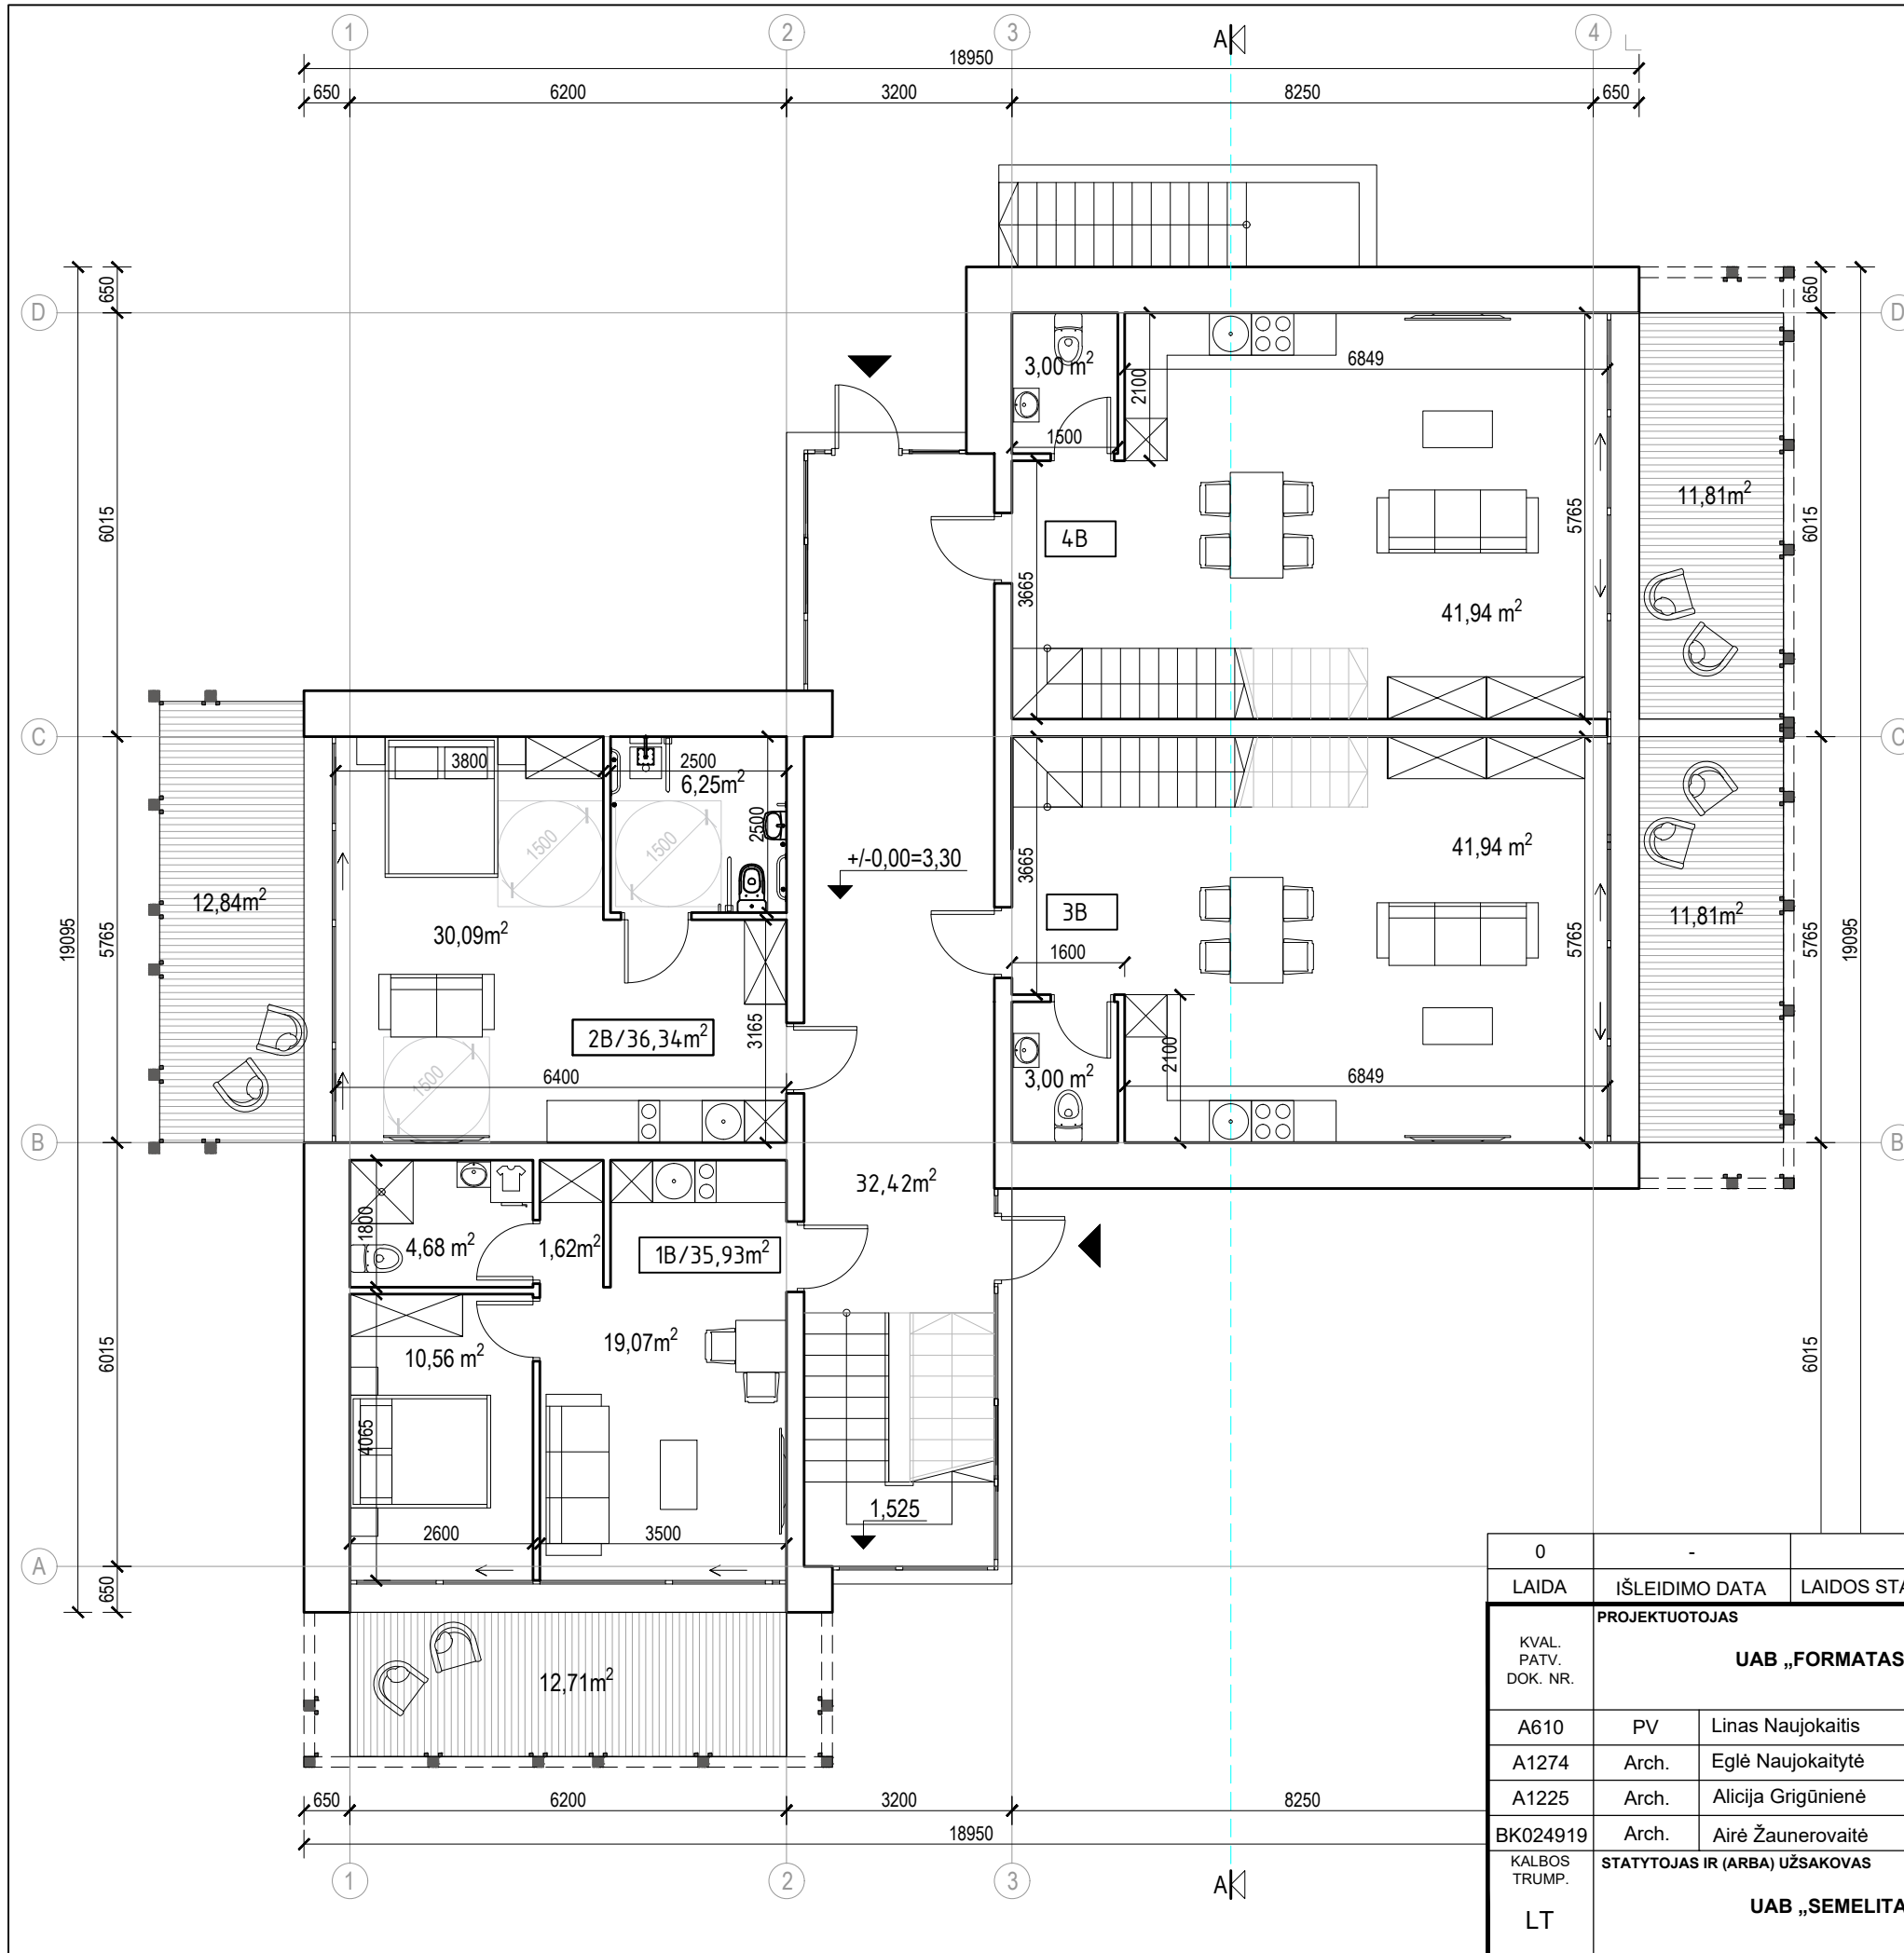 1 2 3 A 4
18950
650 6200 3200 8250 650
650 650
D D
3,00 m² 6849
2100
1500
11,81m²
6015 5765 6015
4B
3665
41,94 m²
C C
3800 2500
6,25m²
1500 1500 2500
+/-0,00=3,30
41,94 m²
3665
12,84m²
3B
11,81m²
30,09m²
19095 5765 5765 5765 19095
1600
2B/36,34m² 3165
2100
1500 6400 3,00 m² 6849
B B
32,42m²
1800
4,68 m² 1,62m² 1B/35,93m²
19,07m²
10,56 m²
6015 6015
4065
1,525
2600 3500
A
650
12,71m²
650 6200 3200 8250
18950
1 2 3 A
0 -
LAIDA IŠLEIDIMO DATA LAIDOS STA
PROJEKTUOTOJAS
KVAL.
PATV.
DOK. NR.
UAB „FORMATAS
A610 PV Linas Naujokaitis
A1274 Arch. Eglė Naujokaitytė
A1225 Arch. Alicija Grigūnienė
BK024919 Arch. Airė Žaunerovaitė
KALBOS
TRUMP.
STATYTOJAS IR (ARBA) UŽSAKOVAS
LT
UAB „SEMELITA